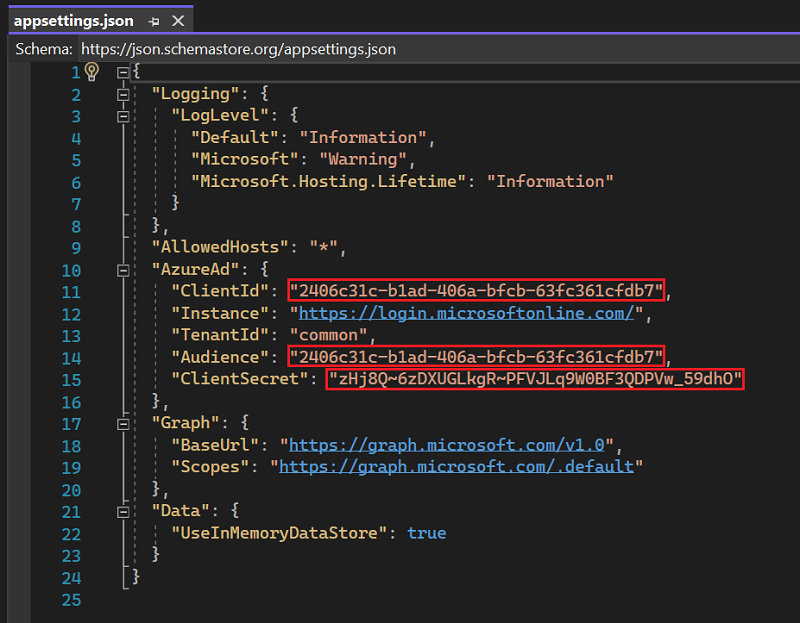 appsettings.json
Schema: https://json.schemastore.org/appsettings.json
1 {
2 "Logging": {
3 "LogLevel": {
4 "Default": "Information",
5 "Microsoft": "Warning",
6 "Microsoft.Hosting.Lifetime": "Information"
7 }
8 },
9 "AllowedHosts": "*",
10 "AzureAd": {
11 "ClientId": "2406c31c-b1ad-406a-bfcb-63fc361cfdb7",
12 "Instance": "https://login.microsoftonline.com/",
13 "TenantId": "common",
14 "Audience": "2406c31c-b1ad-406a-bfcb-63fc361cfdb7",
15 "ClientSecret": "zHj8Q~6zDXUGLkgR~PFVJLq9W0BF3QDPVw_59dhO"
16 },
17 "Graph": {
18 "BaseUrl": "https://graph.microsoft.com/v1.0",
19 "Scopes": "https://graph.microsoft.com/.default"
20 },
21 "Data": {
22 "UseInMemoryDataStore": true
23 }
24 }
25